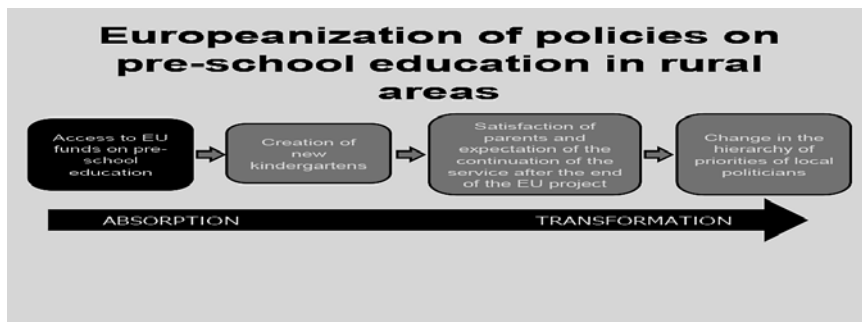 Europeanization of policies on
pre-school education in rural
areas
Access to EU
funds on pre-
school
education
Creation of
new
kindergartens
Satisfaction of
parents and
expectation of the
continuation of the
service after the end
of the EU project
Change in the
hierarchy of
priorities of local
politicians
ABSORPTION
TRANSFORMATION